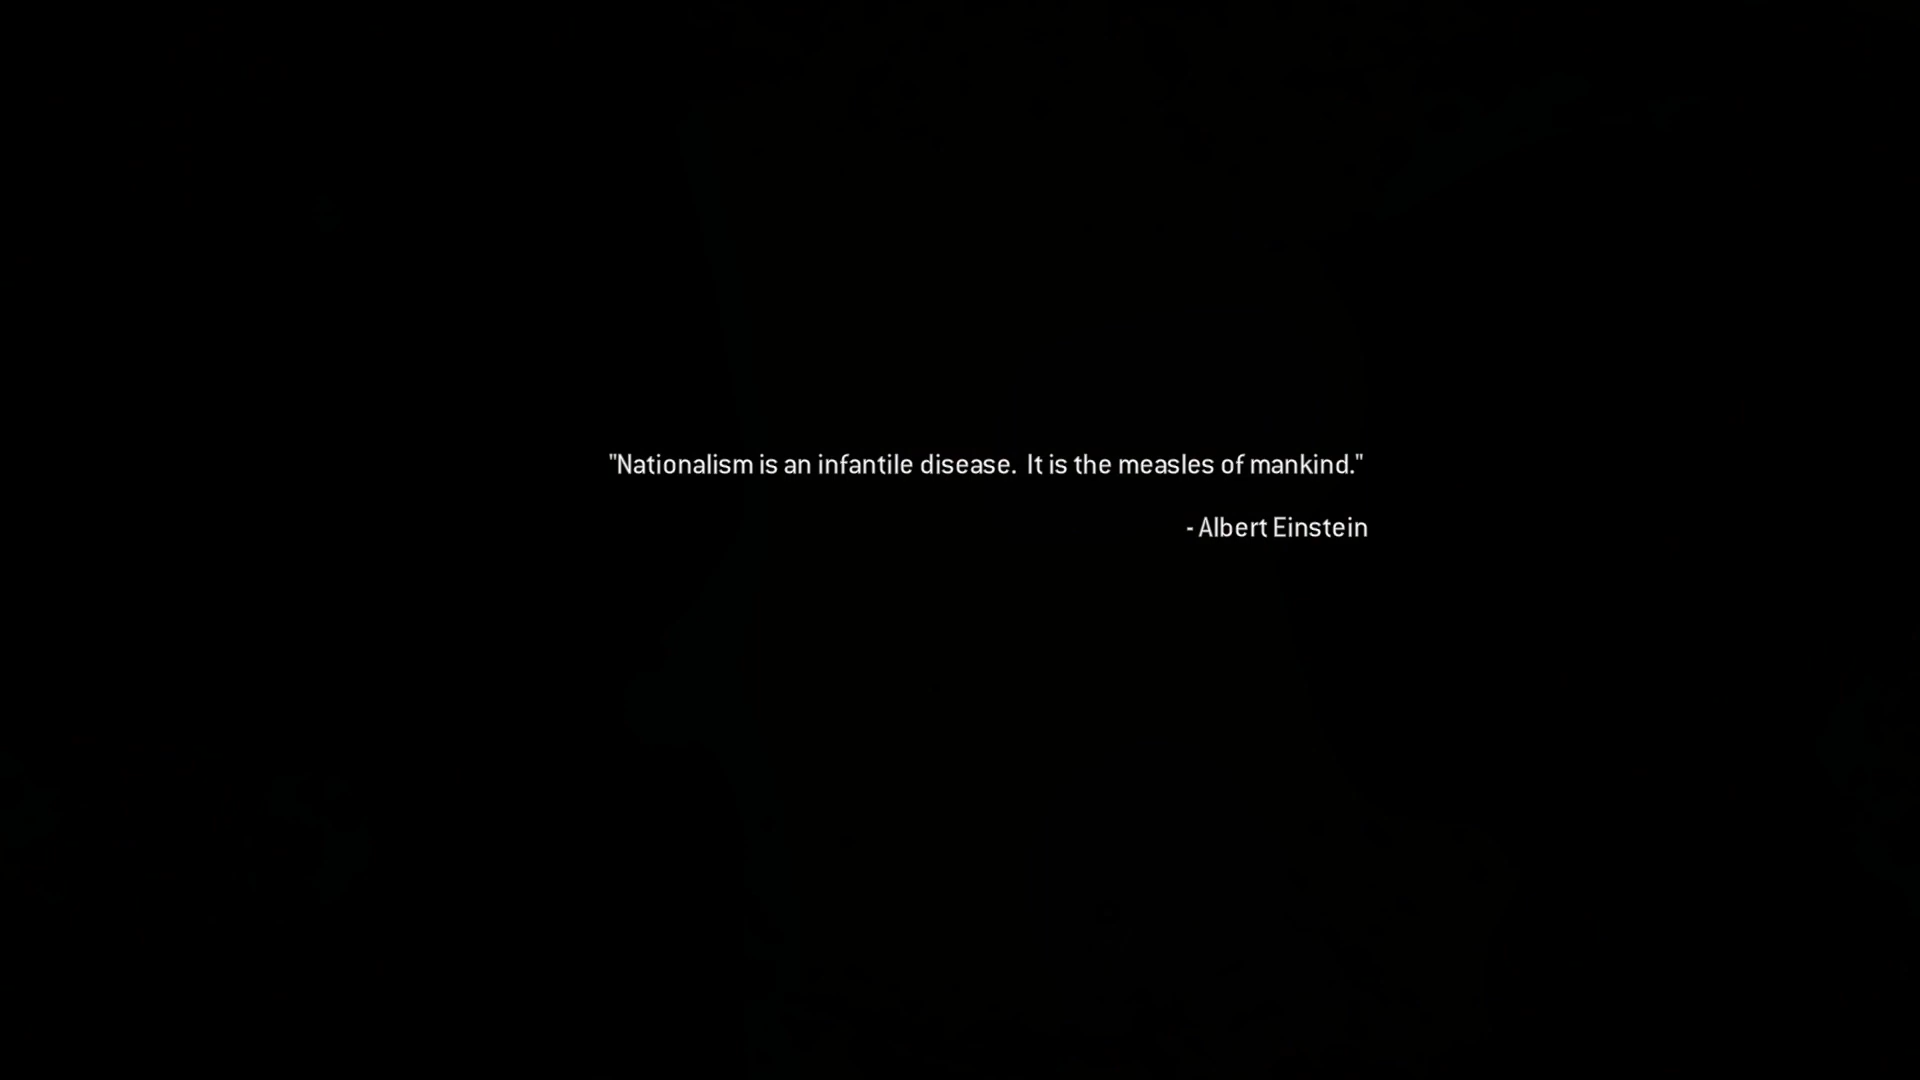 "Nationalism is an infantile disease.  It is the measles of mankind."
- Albert Einstein